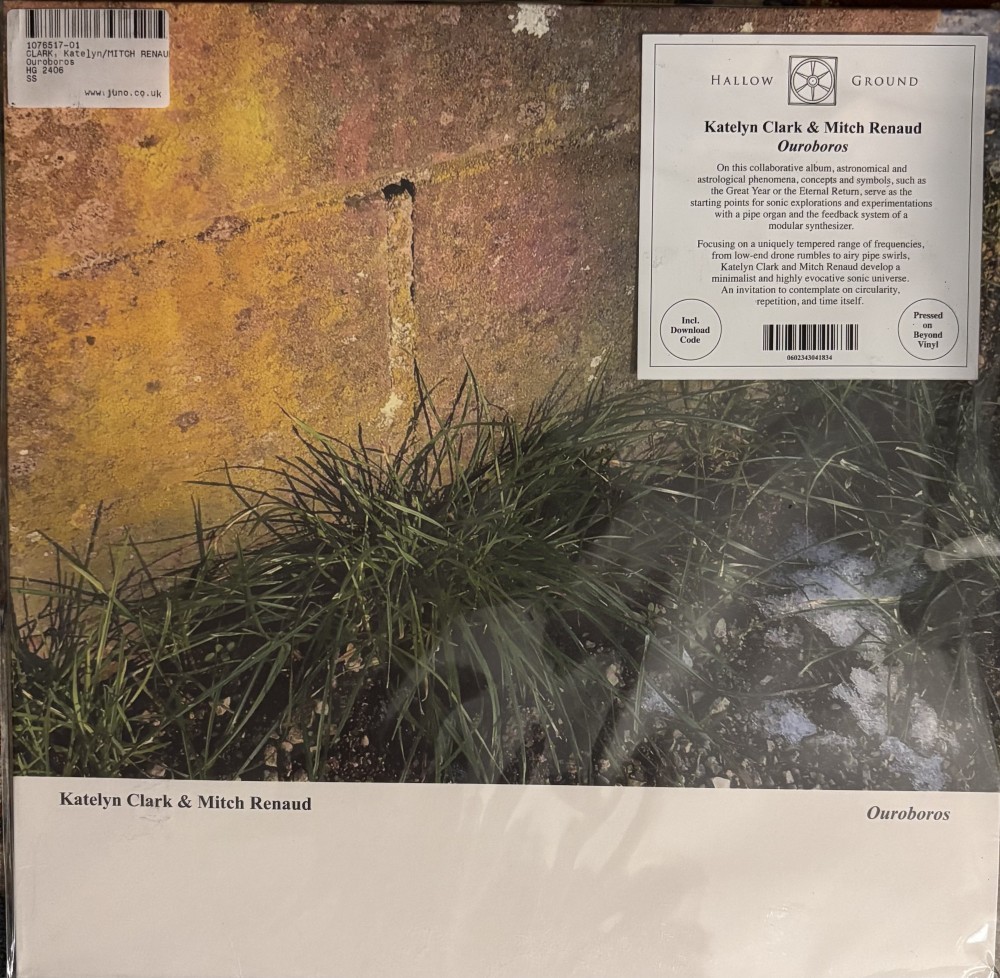 1076517-01
CLARK, Katelyn/MITCH RENAU
Ouroboros
HG 2406
SS
www.juno.co.uk
HALLOW GROUND
Katelyn Clark & Mitch Renaud
Ouroboros
On this collaborative album, astronomical and
astrological phenomena, concepts and symbols, such as
the Great Year or the Eternal Return, serve as the
starting points for sonic explorations and experimentations
with a pipe organ and the feedback system of a
modular synthesizer.
Focusing on a uniquely tempered range of frequencies,
from low-end drone rumbles to airy pipe swirls,
Katelyn Clark and Mitch Renaud develop a
minimalist and highly evocative sonic universe.
An invitation to contemplate on circularity,
repetition, and time itself.
Incl.
Download
Code
0602343041834
Pressed
on
Beyond
Vinyl
Katelyn Clark & Mitch Renaud
Ouroboros